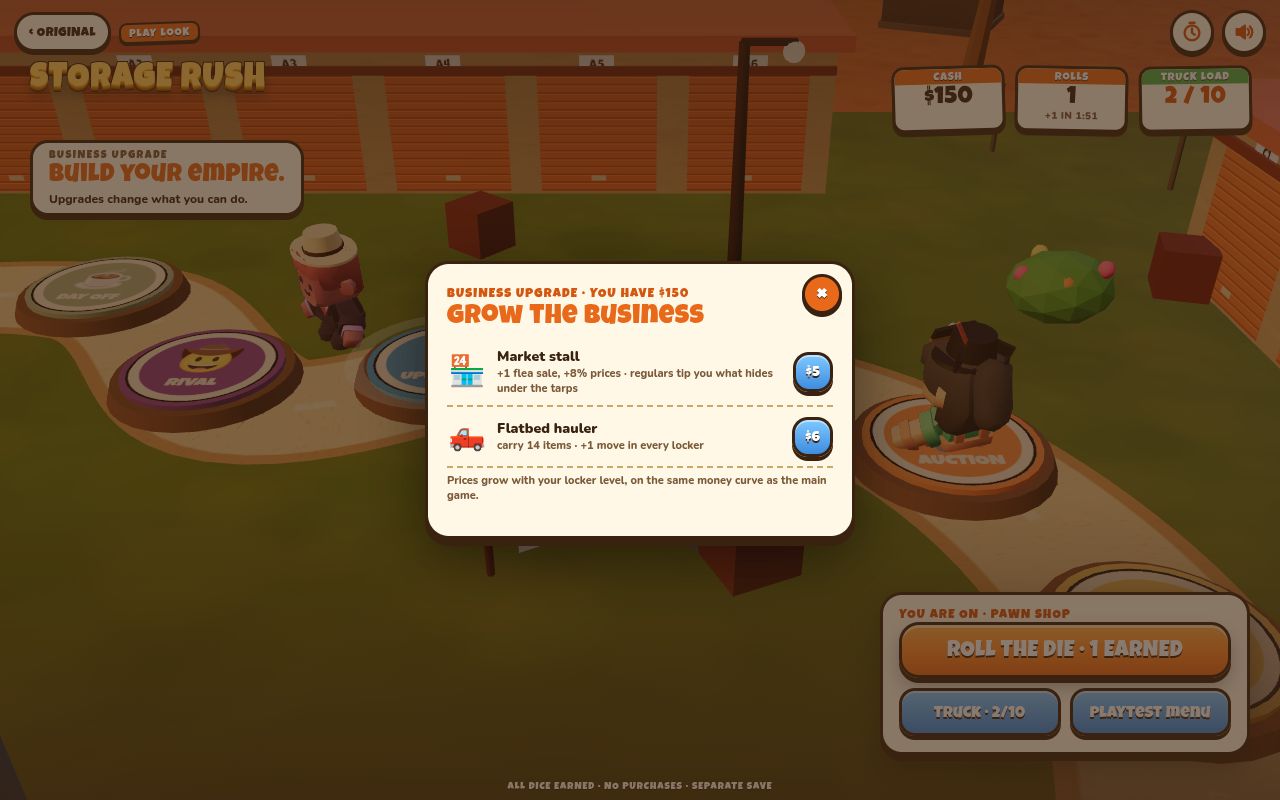 ‹ ORIGINAL
PLAY LOOK
STORAGE RUSH
A3
A4
A5
CASH
$150
ROLLS
1
+1 IN 1:51
TRUCK LOAD
2 / 10
BUSINESS UPGRADE
BUILD YOUR EMPIRE.
Upgrades change what you can do.
DAY OFF
RIVAL
UP
AUCTION
BUSINESS UPGRADE · YOU HAVE $150
GROW THE BUSINESS
24
Market stall
+1 flea sale, +8% prices · regulars tip you what hides
under the tarps
$5
Flatbed hauler
carry 14 items · +1 move in every locker
$6
Prices grow with your locker level, on the same money curve as the main
game.
YOU ARE ON · PAWN SHOP
ROLL THE DIE · 1 EARNED
TRUCK · 2/10
PLAYTEST MENU
ALL DICE EARNED · NO PURCHASES · SEPARATE SAVE